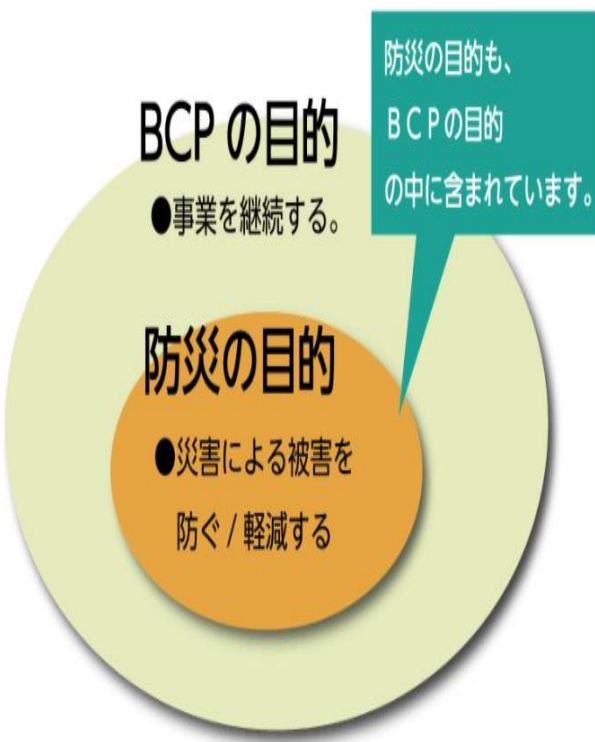 防災の目的も、
ＢＣＰの目的
の中に含まれています。
BCP の目的
●事業を継続する。
防災の目的
●災害による被害を
防ぐ / 軽減する